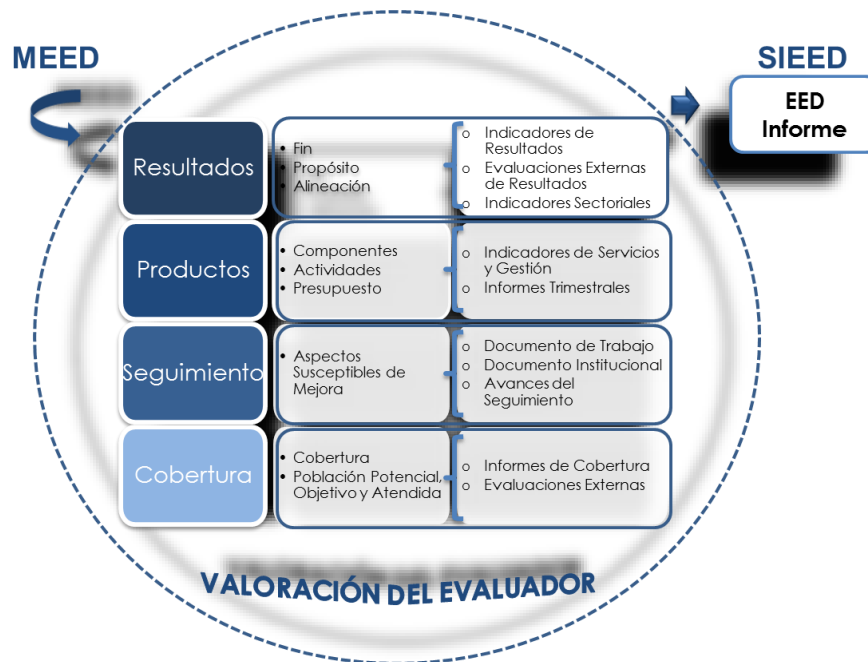 MEED
SIEED
EED
Informe
Resultados
• Fin
• Propósito
• Alineación
o Indicadores de
Resultados
o Evaluaciones Externas
de Resultados
o Indicadores Sectoriales
Productos
• Componentes
• Actividades
• Presupuesto
o Indicadores de Servicios
y Gestión
o Informes Trimestrales
Seguimiento
• Aspectos
Susceptibles de
Mejora
o Documento de Trabajo
o Documento Institucional
o Avances del
Seguimiento
Cobertura
• Cobertura
• Población Potencial,
Objetivo y Atendida
o Informes de Cobertura
o Evaluaciones Externas
VALORACIÓN DEL EVALUADOR